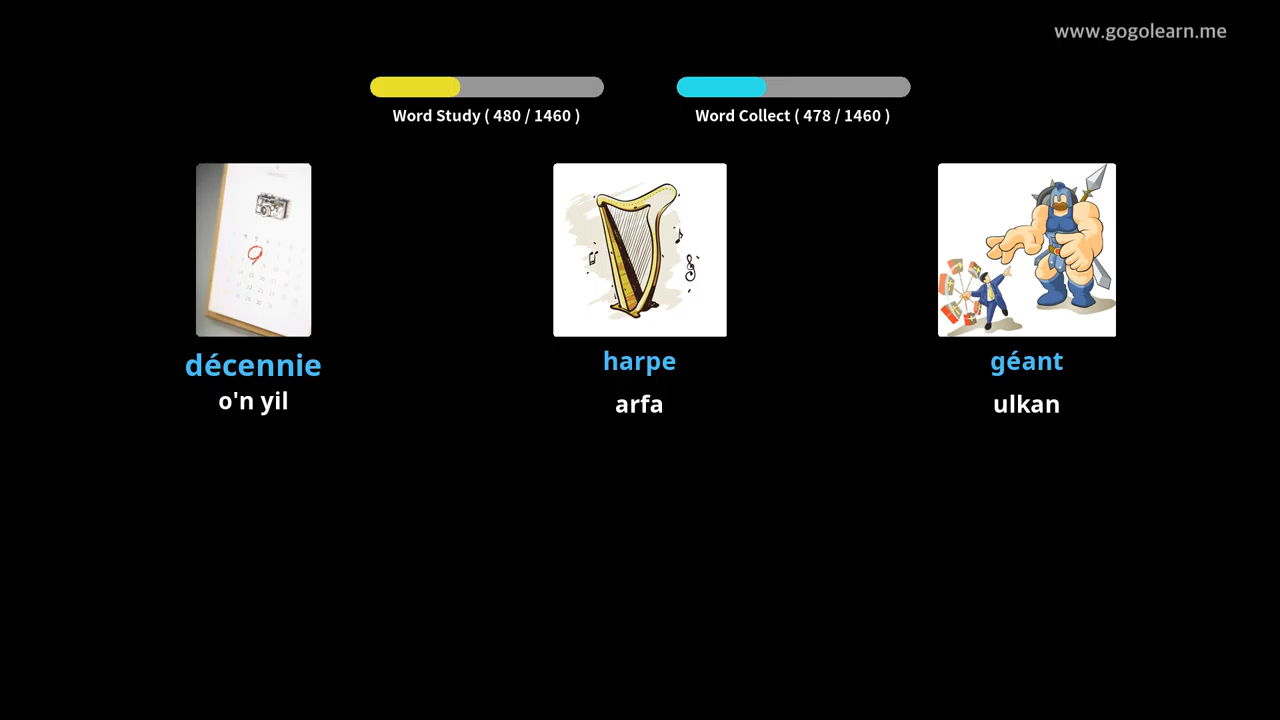 www.gogolearn.me
Word Study ( 480 / 1460 )
Word Collect ( 478 / 1460 )
décennie
o'n yil
harpe
arfa
géant
ulkan